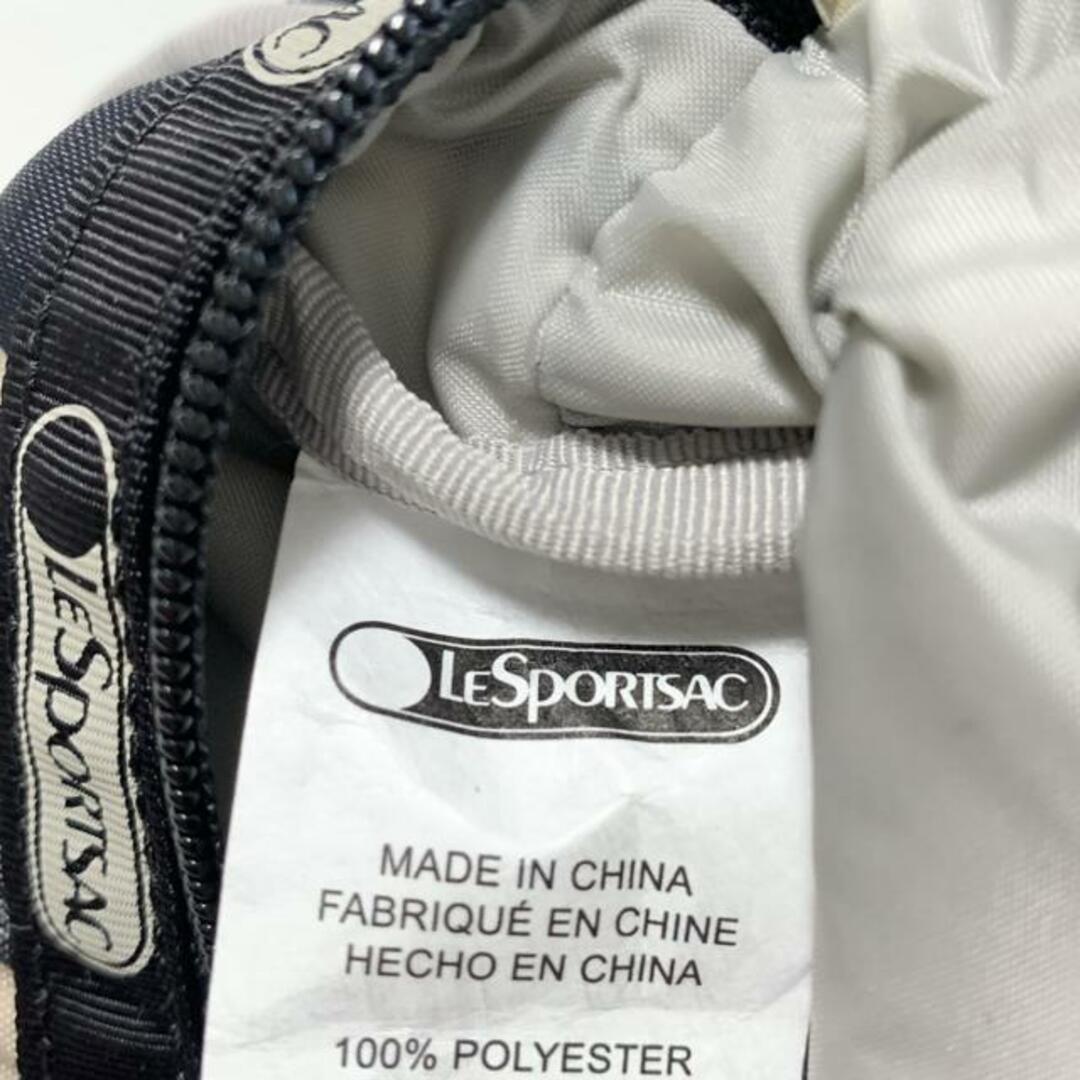 LESPORTSAC
LESPORTSAC
MADE IN CHINA
FABRIQUÉ EN CHINE
HECHO EN CHINA
100% POLYESTER